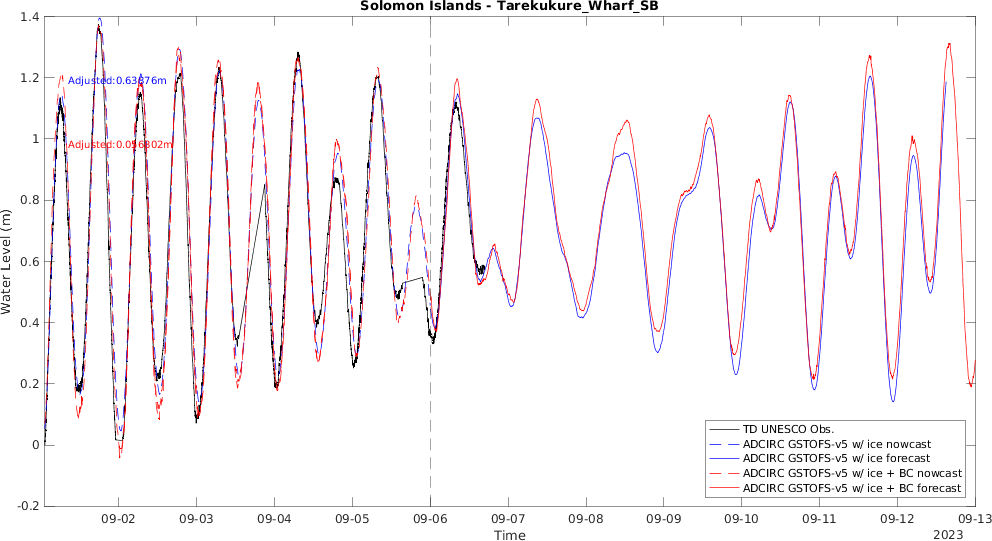 Solomon Islands - Tarekukure_Wharf_SB
1.4
1.2
1
0.8
0.6
0.4
0.2
0
-0.2
Water Level (m)
Adjusted:0.63876m
Adjusted:0.056302m
TD UNESCO Obs.
ADCIRC GSTOFS-v5 w/ ice nowcast
ADCIRC GSTOFS-v5 w/ ice forecast
ADCIRC GSTOFS-v5 w/ ice + BC nowcast
ADCIRC GSTOFS-v5 w/ ice + BC forecast
09-02 09-03 09-04 09-05 09-06 09-07 09-08 09-09 09-10 09-11 09-12 09-13
Time
2023